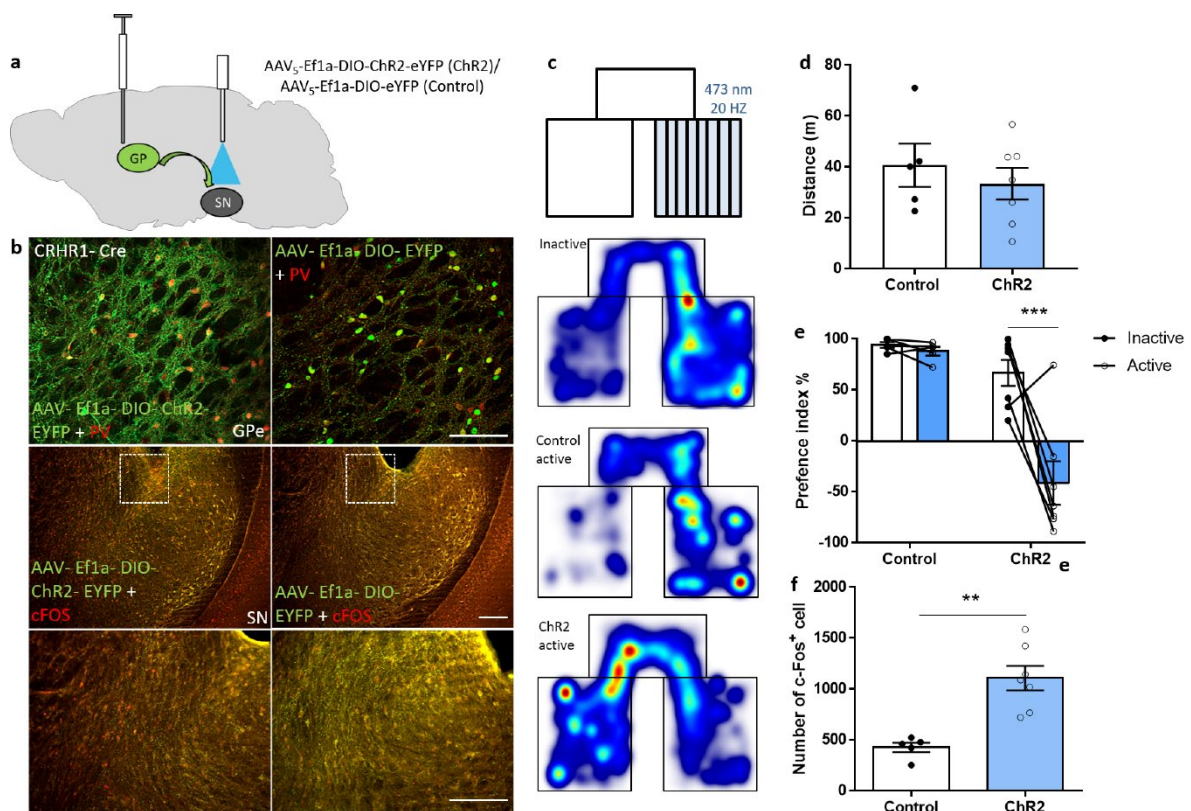 a
AAV5-Ef1a-DIO-ChR2-eYFP (ChR2)/
AAV5-Ef1a-DIO-eYFP (Control)
GP
SN
b
CRHR1- Cre
AAV- Ef1a- DIO- ChR2-
EYFP + PV
GPe
AAV- Ef1a- DIO- EYFP
+ PV
AAV- Ef1a- DIO-
ChR2- EYFP +
cFOS
SN
AAV- Ef1a- DIO-
EYFP + cFOS
c
473 nm
20 HZ
Inactive
Control
active
ChR2
active
d
Distance (m)
80
60
40
20
0
Control
ChR2
e
Prefence index %
100
50
0
-50
-100
***
Inactive
Active
Control
ChR2
e
f
Number of c-Fos+ cell
2000
1500
1000
500
0
**
Control
ChR2